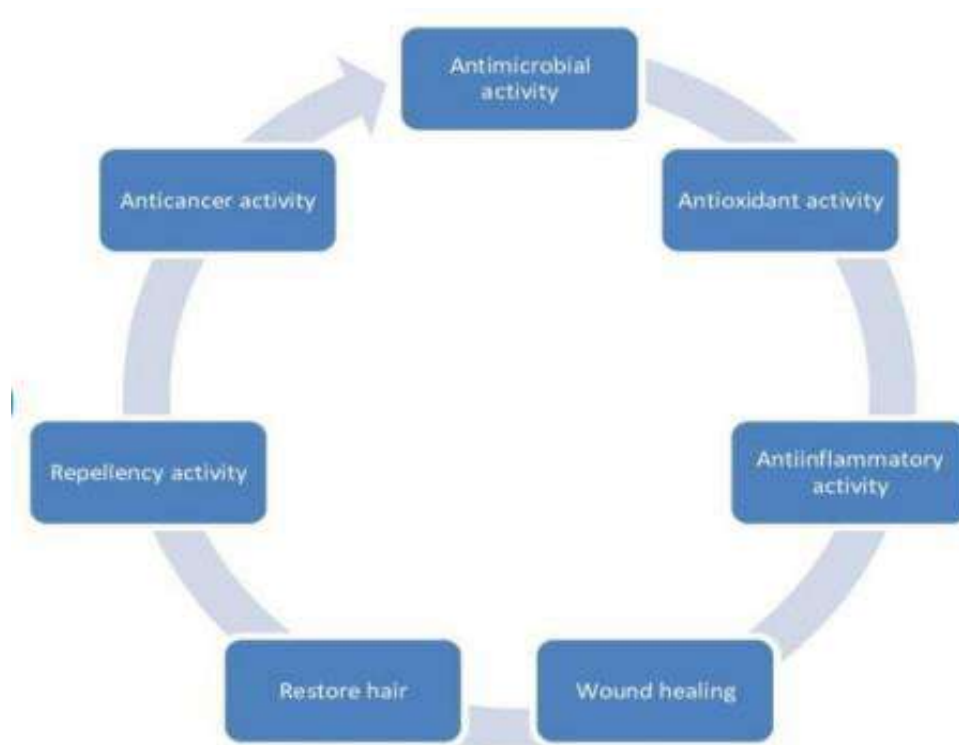 Antimicrobial
activity
Antioxidant activity
Antiinflammatory
activity
Wound healing
Restore hair
Repellency activity
Anticancer activity